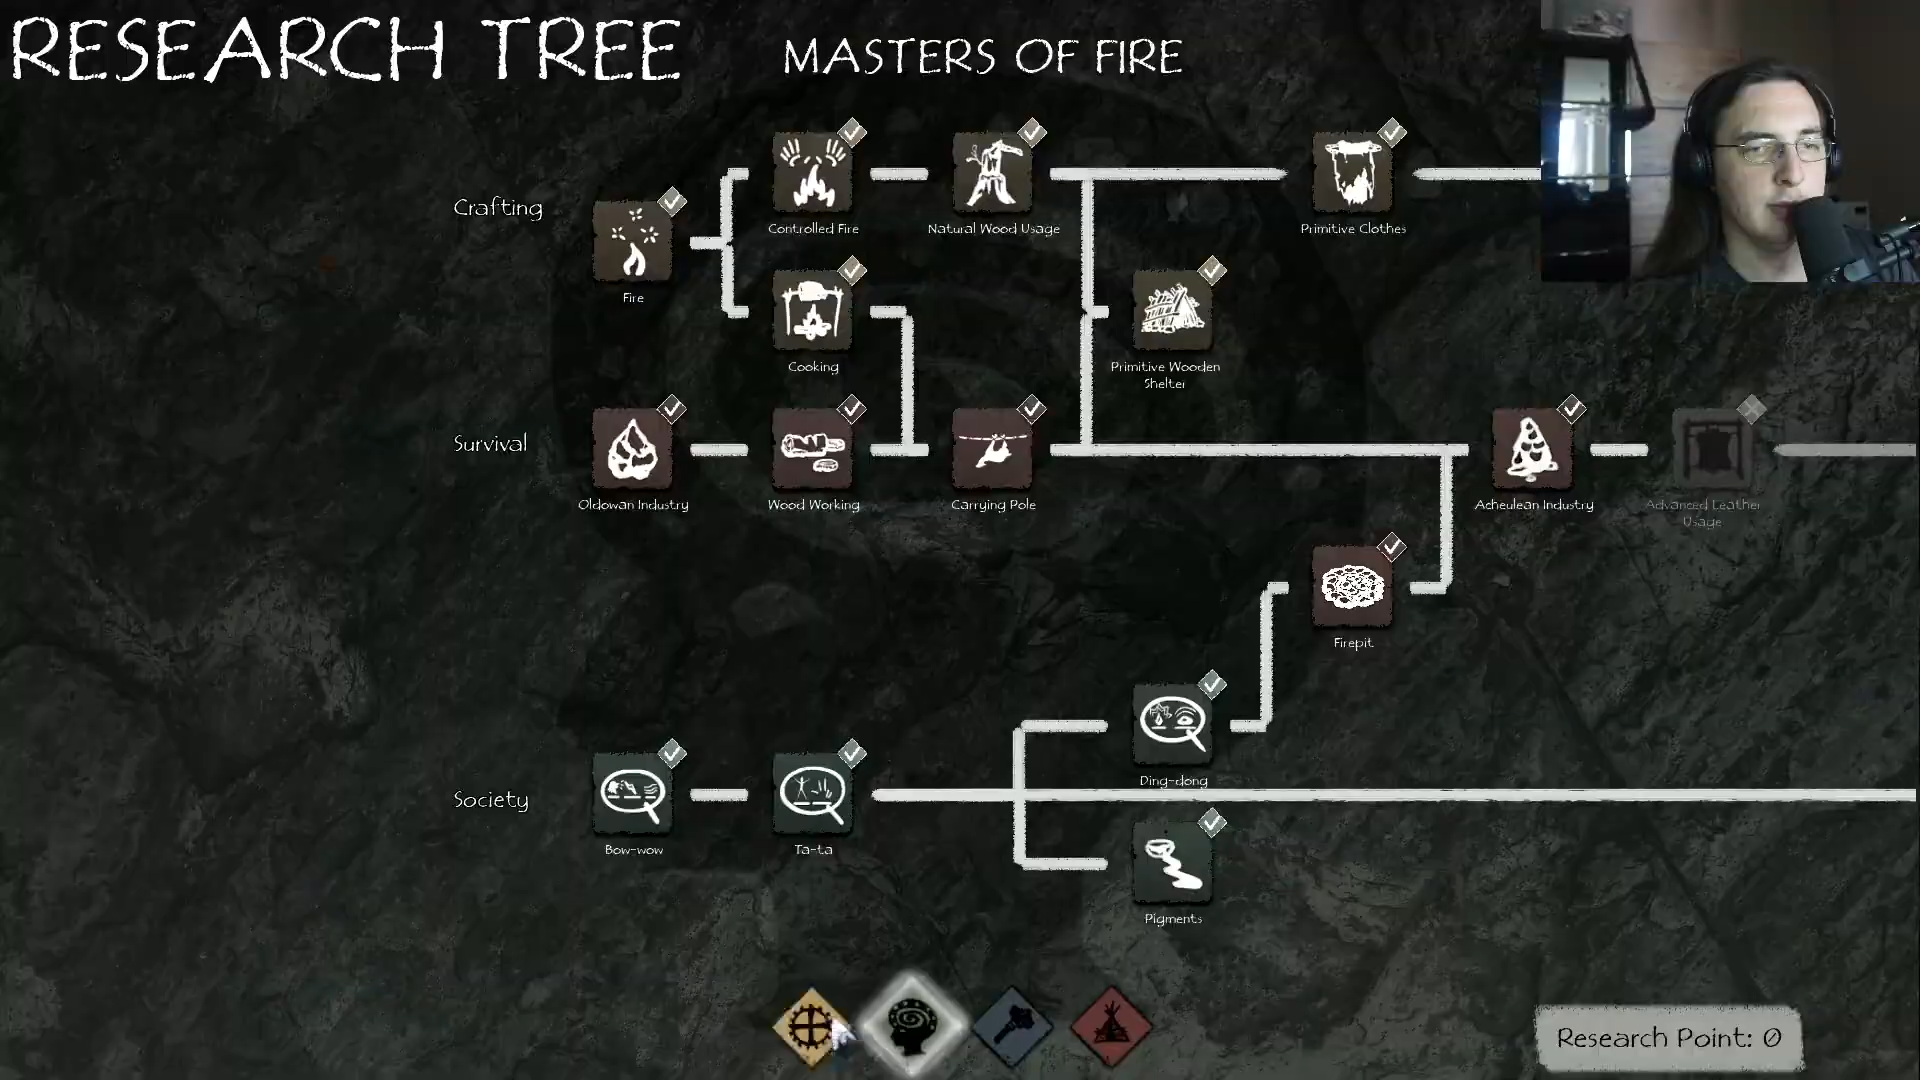 RESEARCH TREE
MASTERS OF FIRE
Crafting
Controlled Fire
Natural Wood Usage
Primitive Clothes
Fire
Cooking
Primitive Wooden
Shelter
Survival
Oldowan Industry
Wood Working
Carrying Pole
Acheulean Industry
Advanced Leather
Usage
Firepit
Ding-dong
Society
Bow-wow
Ta-ta
Pigments
Research Point: 0